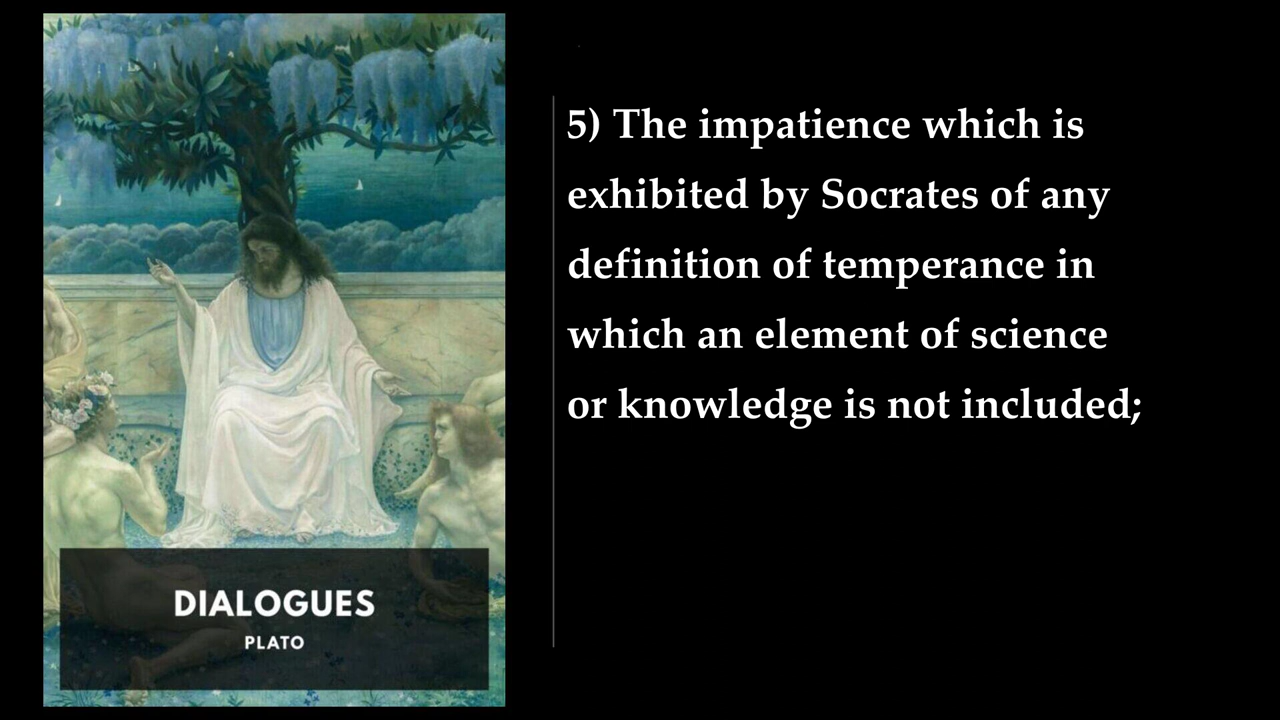 5) The impatience which is
exhibited by Socrates of any
definition of temperance in
which an element of science
or knowledge is not included;
DIALOGUES
PLATO